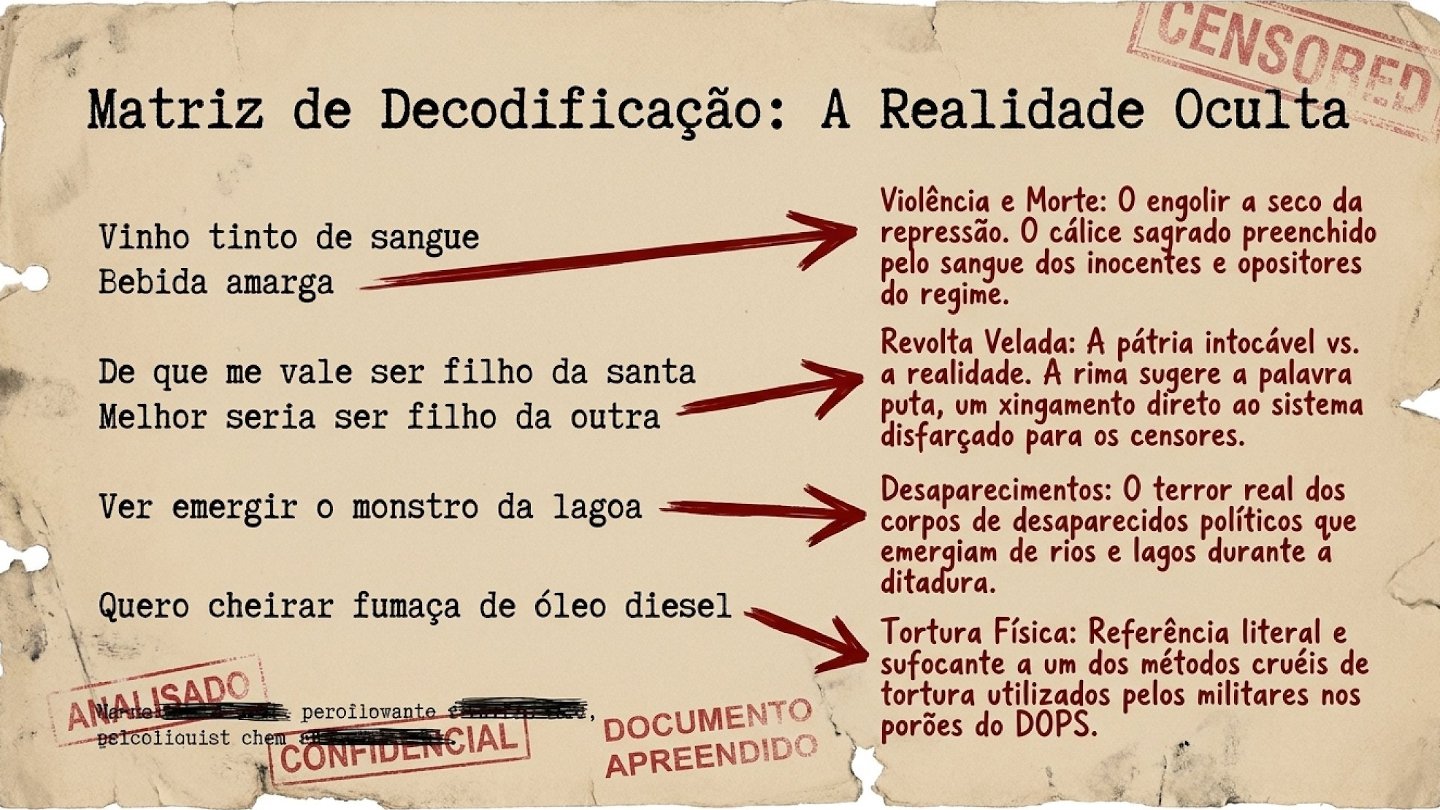 CENSORED
Matriz de Decodificação: A Realidade Oculta
Vinho tinto de sangue
Bebida amarga
Violência e Morte: O engolir a seco da
repressão. O cálice sagrado preenchido
pelo sangue dos inocentes e opositores
do regime.
De que me vale ser filho da santa
Melhor seria ser filho da outra
Revolta Velada: A pátria intocável vs.
a realidade. A rima sugere a palavra
puta, um xingamento direto ao sistema
disfarçado para os censores.
Ver emergir o monstro da lagoa
Desaparecimentos: O terror real dos
corpos de desaparecidos políticos que
emergiam de rios e lagos durante a
ditadura.
Quero cheirar fumaça de óleo diesel
Tortura Física: Referência literal e
sufocante a um dos métodos cruéis de
tortura utilizados pelos militares nos
porões do DOPS.
ANALISADO
peroilowante
chem
CONFIDENCIAL
DOCUMENTO
APREENDIDO